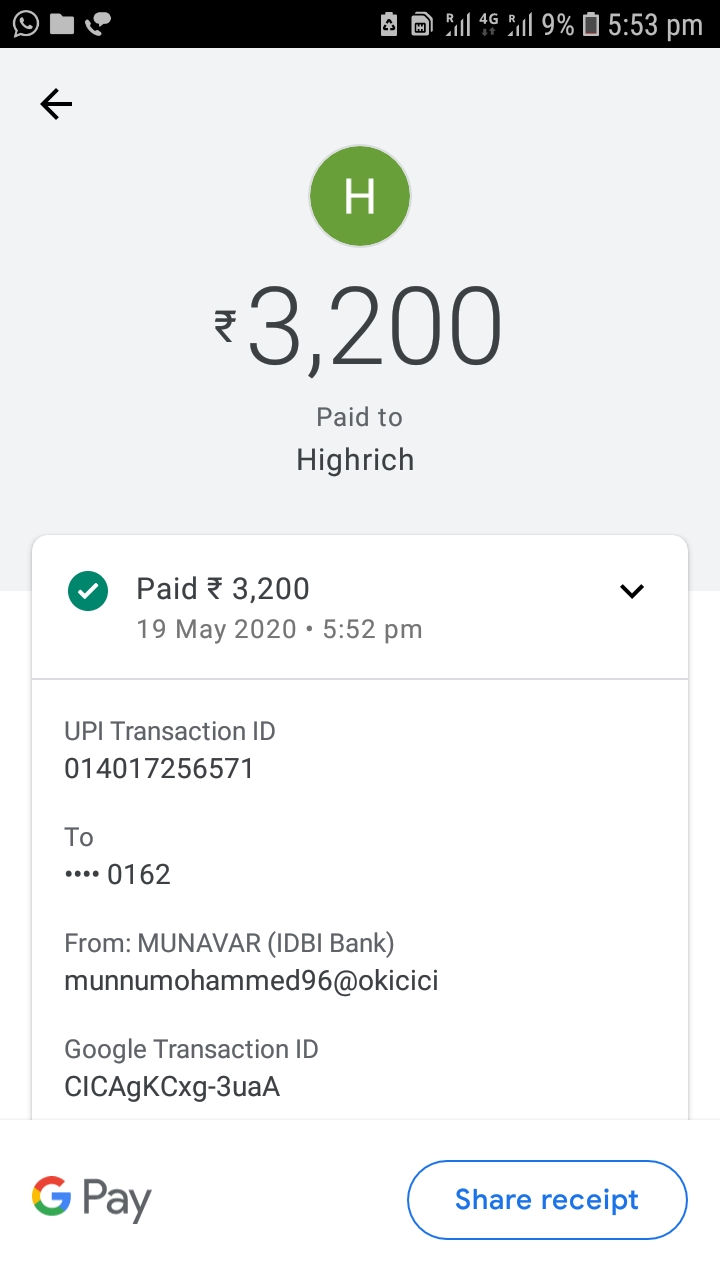 4G 9% 5:53 pm
H
₹3,200
Paid to
Highrich
Paid ₹ 3,200
19 May 2020 • 5:52 pm
UPI Transaction ID
014017256571
To
•••• 0162
From: MUNAVAR (IDBI Bank)
munnumohammed96@okicici
Google Transaction ID
CICAgKCxg-3uaA
G Pay
Share receipt